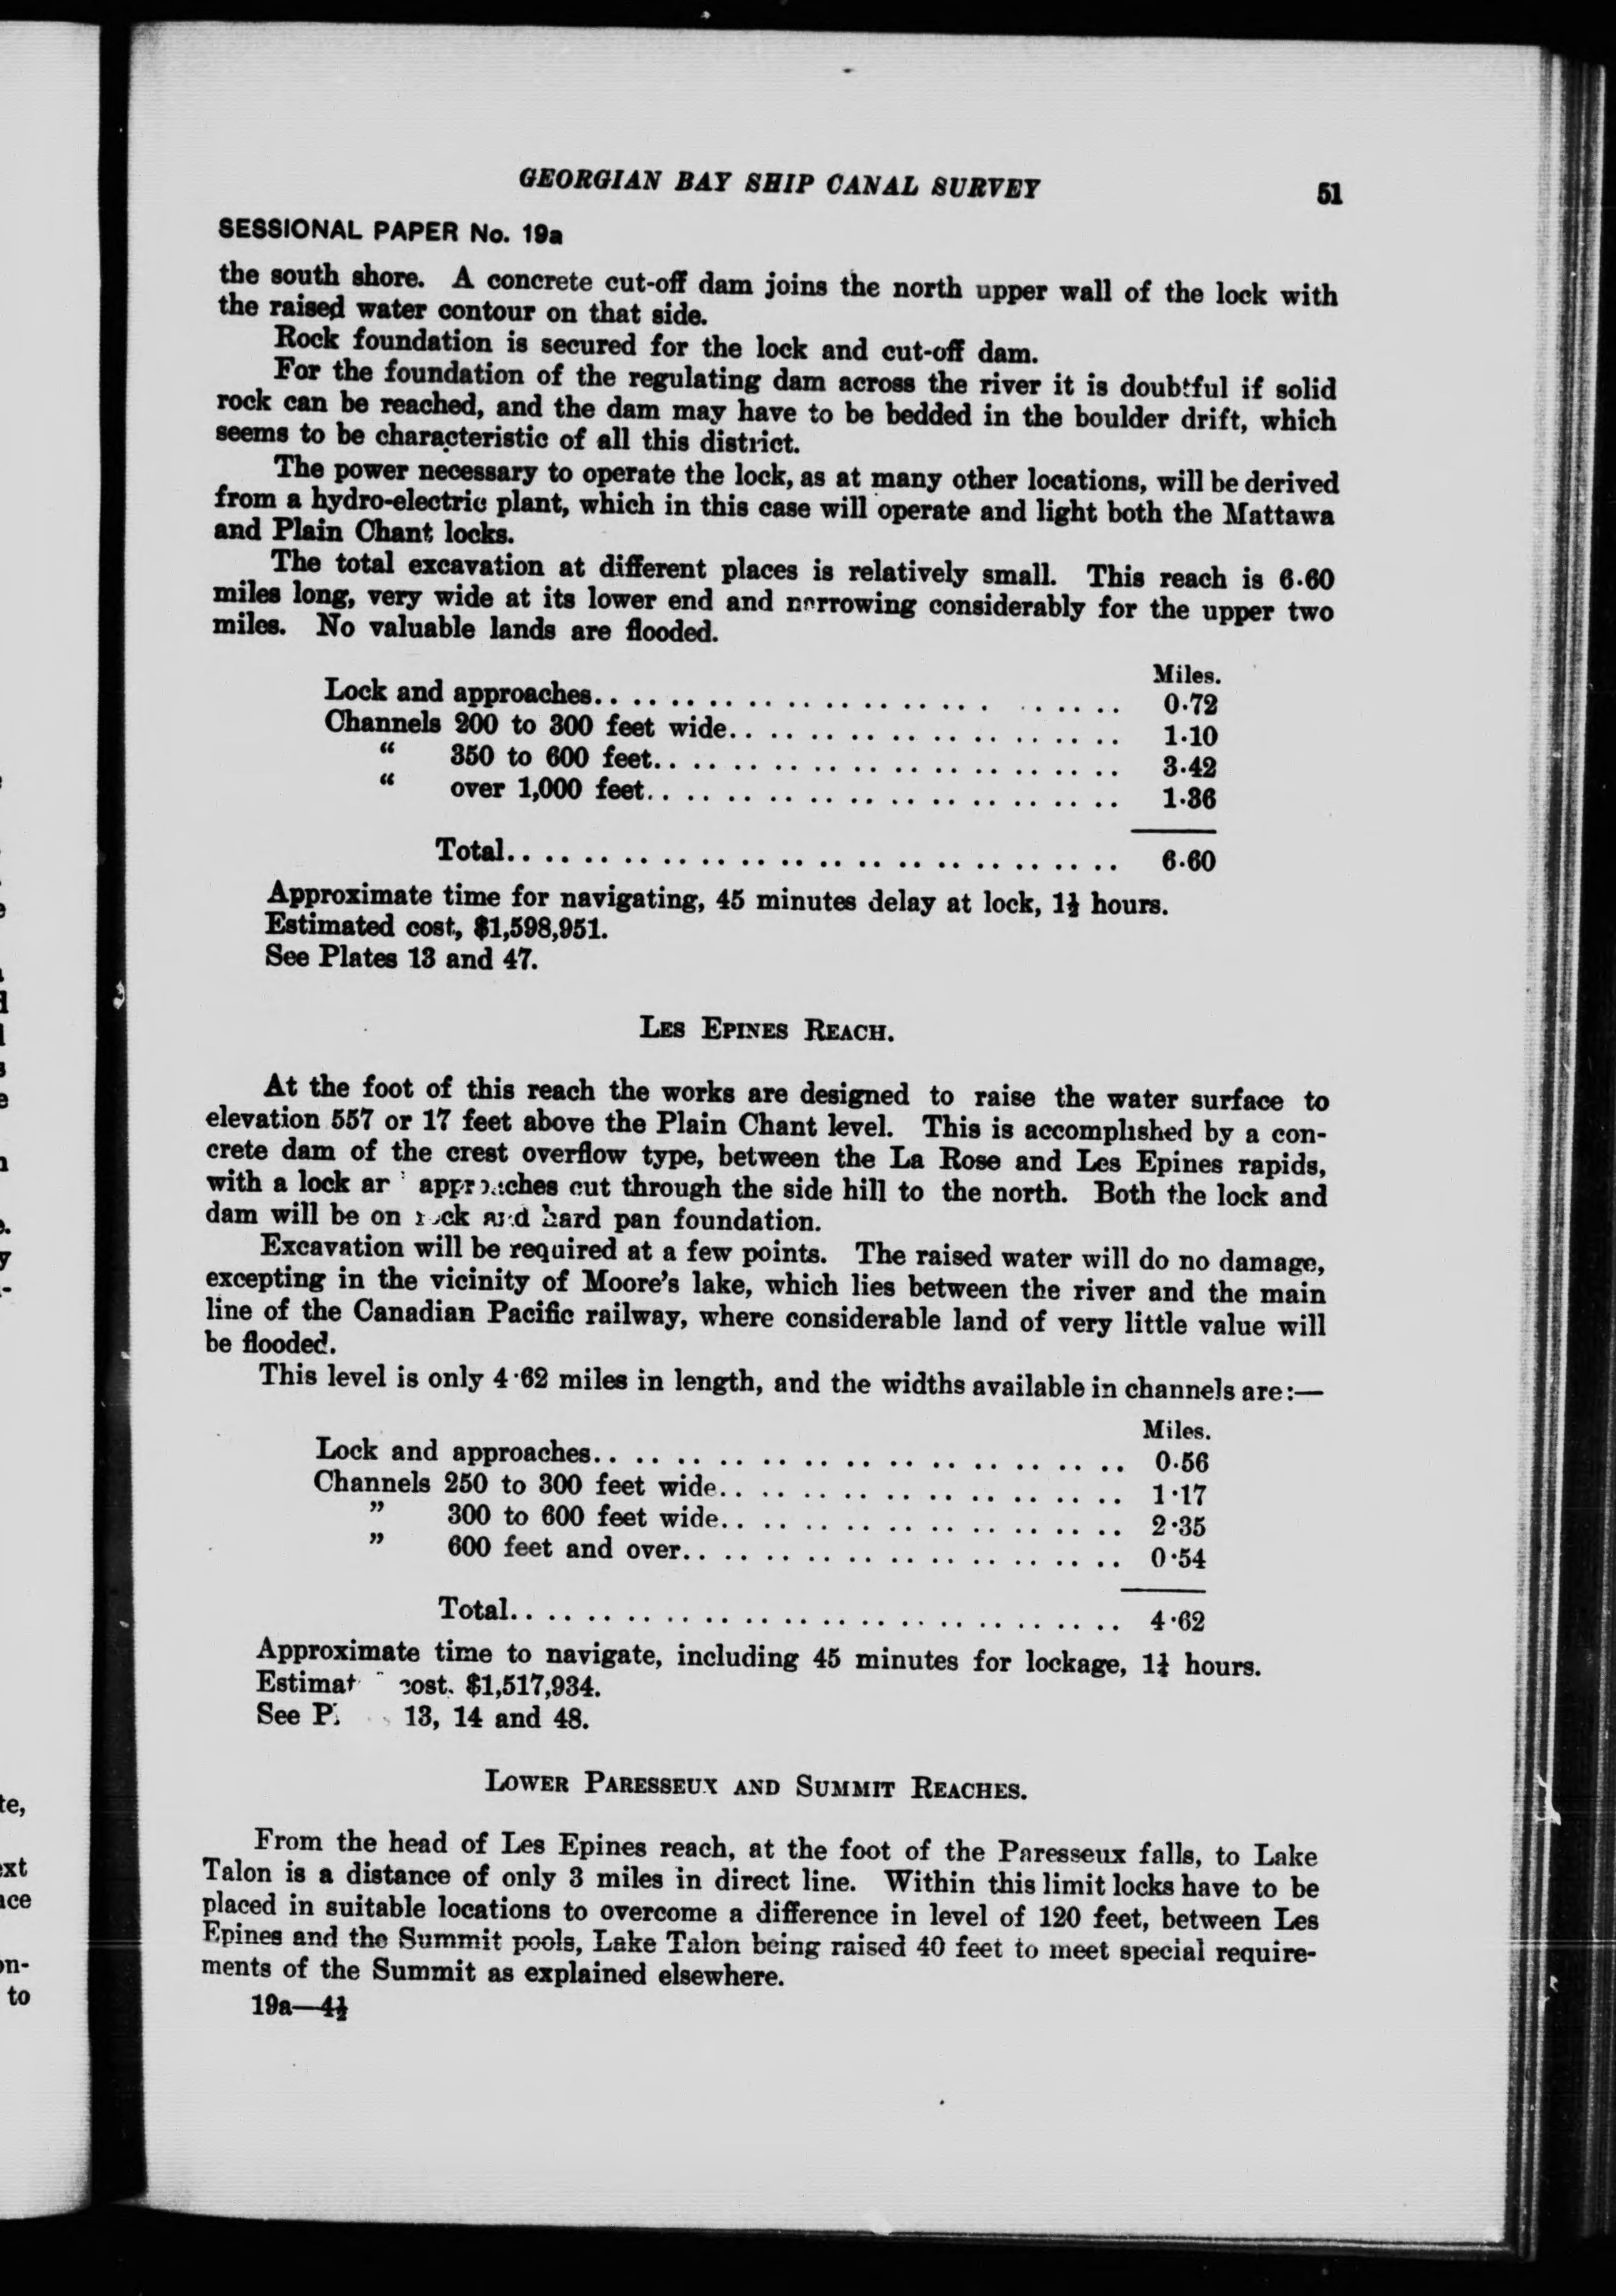 GEORGIAN BAY SHIP CANAL SURVEY 51
SESSIONAL PAPER No. 19a
the south shore. A concrete cut-off dam joins the north upper wall of the lock with
the raised water contour on that side.
Rock foundation is secured for the lock and cut-off dam.
For the foundation of the regulating dam across the river it is doubtful if solid
rock can be reached, and the dam may have to be bedded in the boulder drift, which
seems to be characteristic of all this district.
The power necessary to operate the lock, as at many other locations, will be derived
from a hydro-electric plant, which in this case will operate and light both the Mattawa
and Plain Chant locks.
The total excavation at different places is relatively small. This reach is 6·60
miles long, very wide at its lower end and narrowing considerably for the upper two
miles. No valuable lands are flooded.
Miles.
Lock and approaches.. 0·72
Channels 200 to 300 feet wide.. 1·10
“ 350 to 600 feet.. 3·42
“ over 1,000 feet.. 1·36
Total.. 6·60
Approximate time for navigating, 45 minutes delay at lock, 1½ hours.
Estimated cost, $1,598,951.
See Plates 13 and 47.
LES EPINES REACH.
At the foot of this reach the works are designed to raise the water surface to
elevation 557 or 17 feet above the Plain Chant level. This is accomplished by a con-
crete dam of the crest overflow type, between the La Rose and Les Epines rapids,
with a lock ar approaches cut through the side hill to the north. Both the lock and
dam will be on rock and hard pan foundation.
Excavation will be required at a few points. The raised water will do no damage,
excepting in the vicinity of Moore's lake, which lies between the river and the main
line of the Canadian Pacific railway, where considerable land of very little value will
be flooded.
This level is only 4·62 miles in length, and the widths available in channels are:—
Miles.
Lock and approaches.. 0·56
Channels 250 to 300 feet wide.. 1·17
” 300 to 600 feet wide.. 2·35
” 600 feet and over.. 0·54
Total.. 4·62
Approximate time to navigate, including 45 minutes for lockage, 1¼ hours.
Estimat cost. $1,517,934.
See P 13, 14 and 48.
LOWER PARESSEUX AND SUMMIT REACHES.
From the head of Les Epines reach, at the foot of the Paresseux falls, to Lake
Talon is a distance of only 3 miles in direct line. Within this limit locks have to be
placed in suitable locations to overcome a difference in level of 120 feet, between Les
Epines and the Summit pools, Lake Talon being raised 40 feet to meet special require-
ments of the Summit as explained elsewhere.
19a—4½